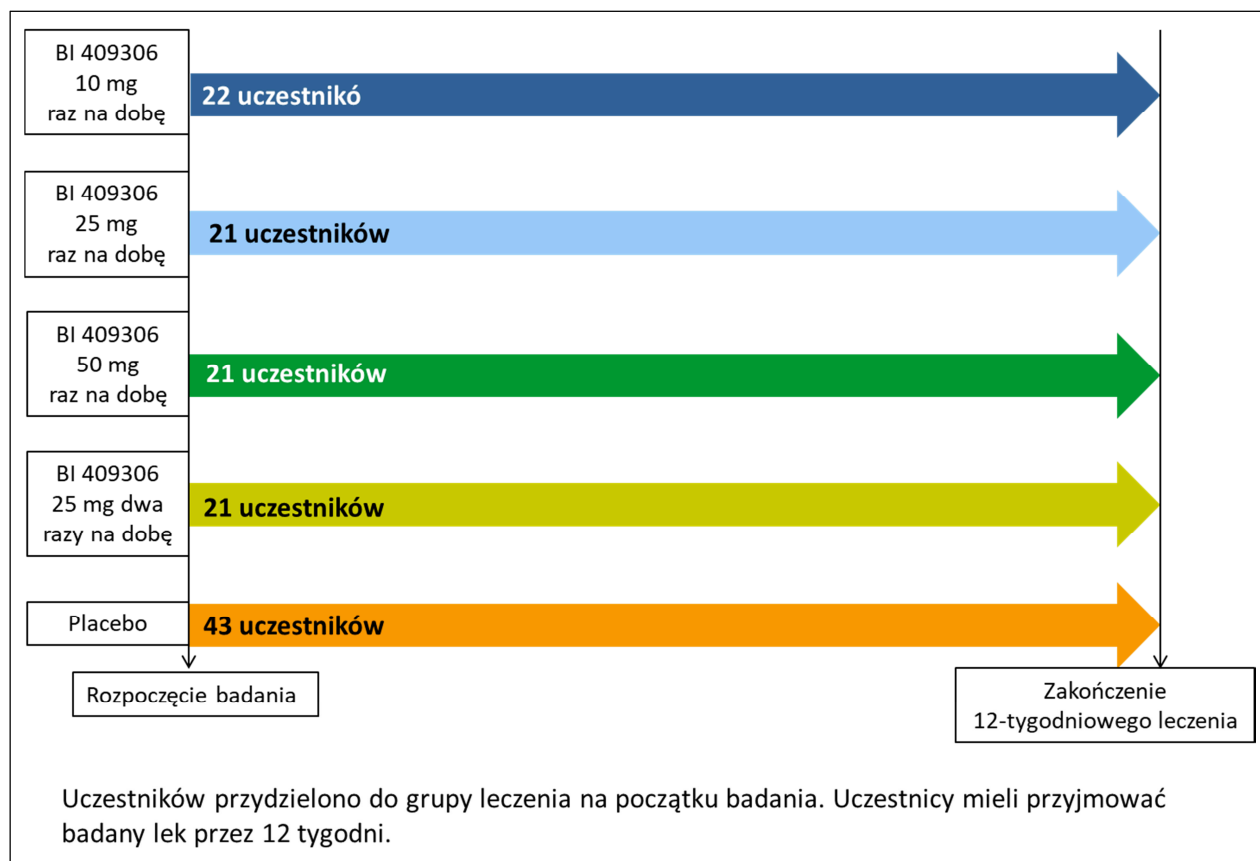 BI 409306
10 mg
raz na dobę
22 uczestnikó
BI 409306
25 mg
raz na dobę
21 uczestników
BI 409306
50 mg
raz na dobę
21 uczestników
BI 409306
25 mg dwa
razy na dobę
21 uczestników
Placebo
43 uczestników
Rozpoczęcie badania
Zakończenie
12-tygodniowego leczenia
Uczestników przydzielono do grupy leczenia na początku badania. Uczestnicy mieli przyjmować
badany lek przez 12 tygodni.